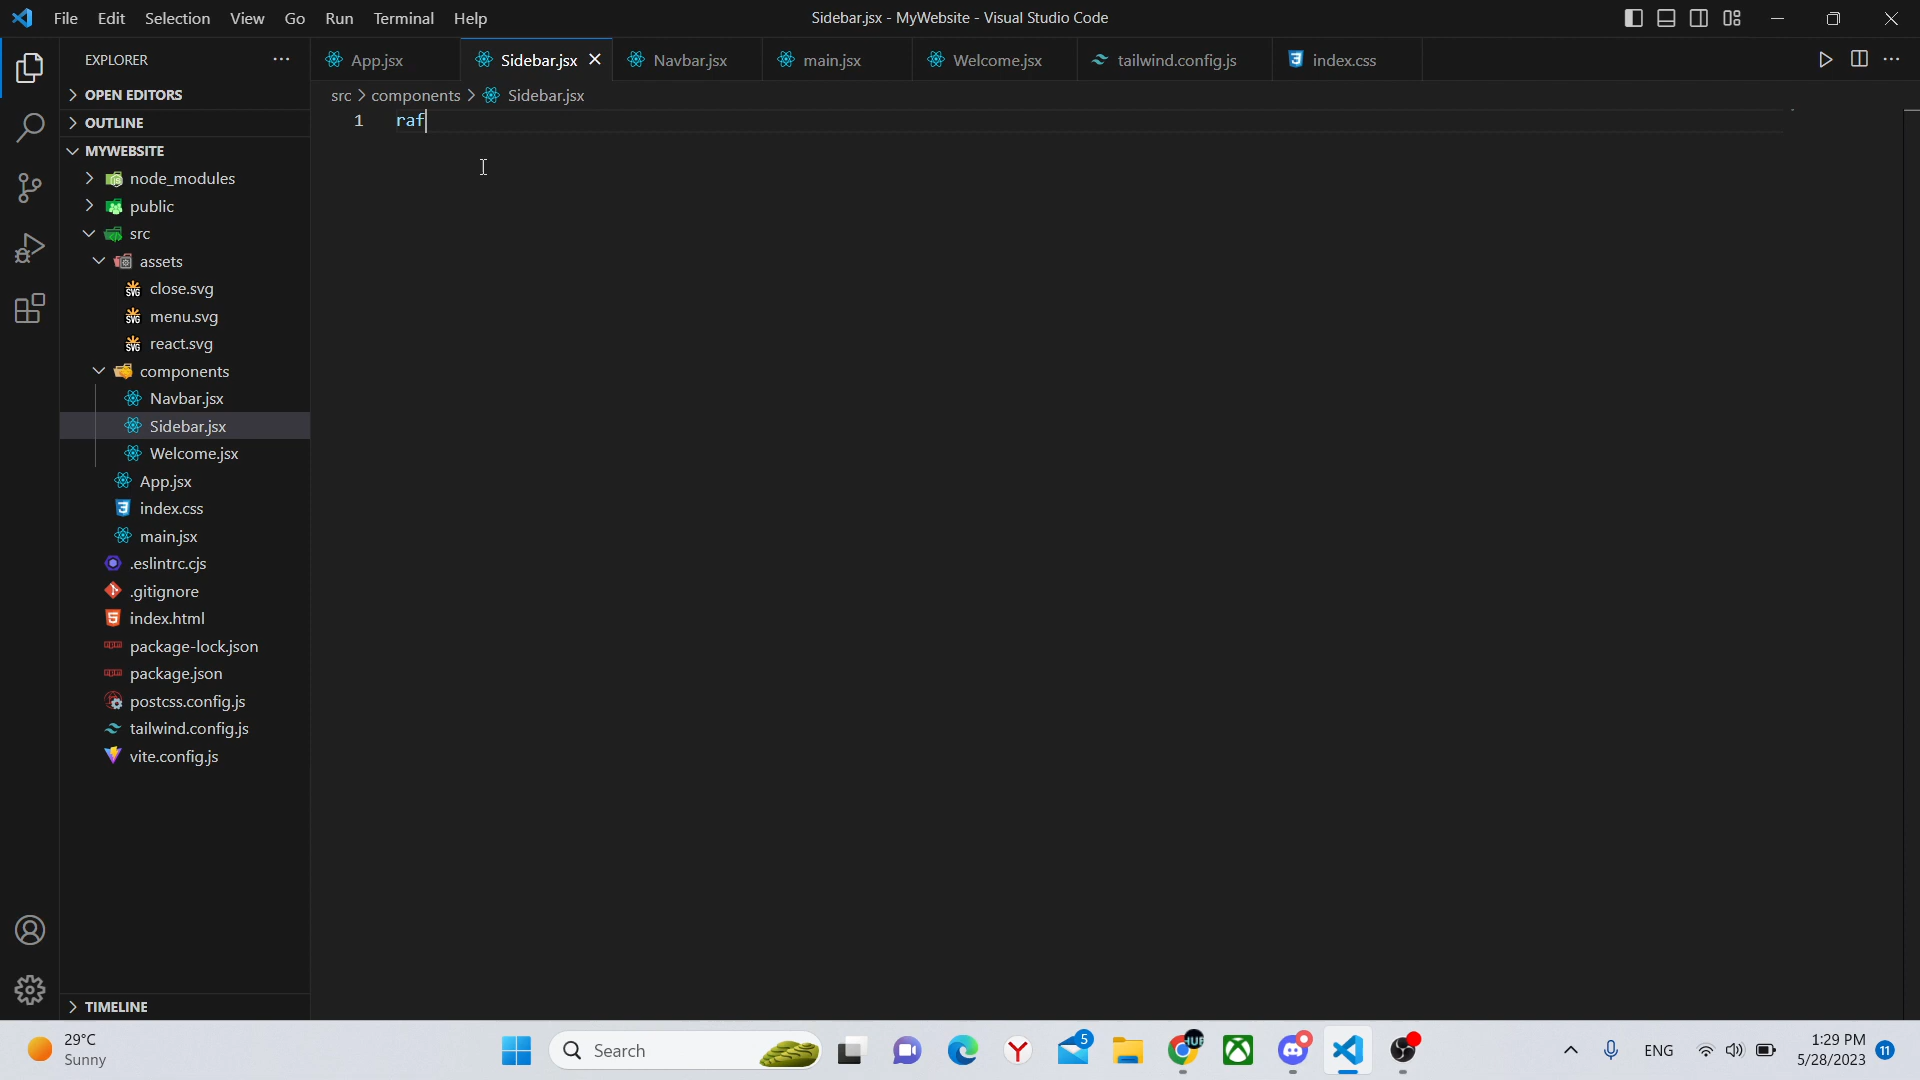 File Edit Selection View Go Run Terminal Help
Sidebar.jsx - MyWebsite - Visual Studio Code
EXPLORER
App.jsx
Sidebar.jsx
Navbar.jsx
main.jsx
Welcome.jsx
tailwind.config.js
index.css
OPEN EDITORS
src > components > Sidebar.jsx
OUTLINE
1 raf
MYWEBSITE
node_modules
public
src
assets
close.svg
menu.svg
react.svg
components
Navbar.jsx
Sidebar.jsx
Welcome.jsx
App.jsx
index.css
main.jsx
.eslintrc.cjs
.gitignore
index.html
package-lock.json
package.json
postcss.config.js
tailwind.config.js
vite.config.js
TIMELINE
29°C
Sunny
Search
5
HUB
ENG
1:29 PM
5/28/2023
11